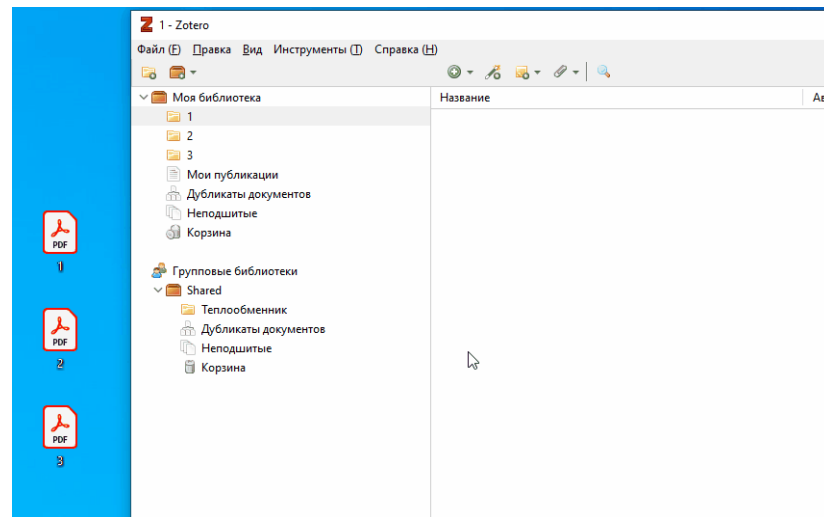 Z 1 - Zotero
Файл (F) Правка Вид Инструменты (T) Справка (H)
Моя библиотека
Название
Ав
1
2
3
Мои публикации
Дубликаты документов
Неподшитые
Корзина
Групповые библиотеки
Shared
Теплообменник
Дубликаты документов
Неподшитые
Корзина
PDF
1
PDF
2
PDF
3